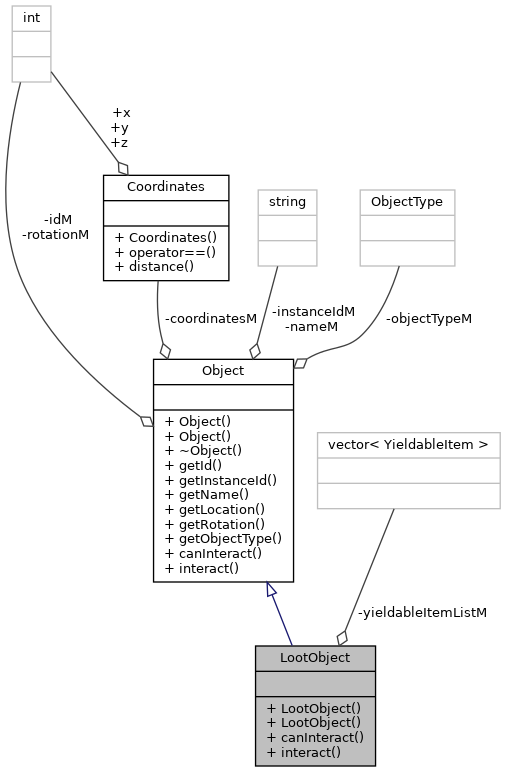 int
+x
+y
+z
Coordinates
+ Coordinates()
+ operator==()
+ distance()
string
ObjectType
-idM
-rotationM
-coordinatesM
-instanceIdM
-nameM
-objectTypeM
Object
+ Object()
+ Object()
+ ~Object()
+ getId()
+ getInstanceId()
+ getName()
+ getLocation()
+ getRotation()
+ getObjectType()
+ canInteract()
+ interact()
vector< YieldableItem >
-yieldableItemListM
LootObject
+ LootObject()
+ LootObject()
+ canInteract()
+ interact()